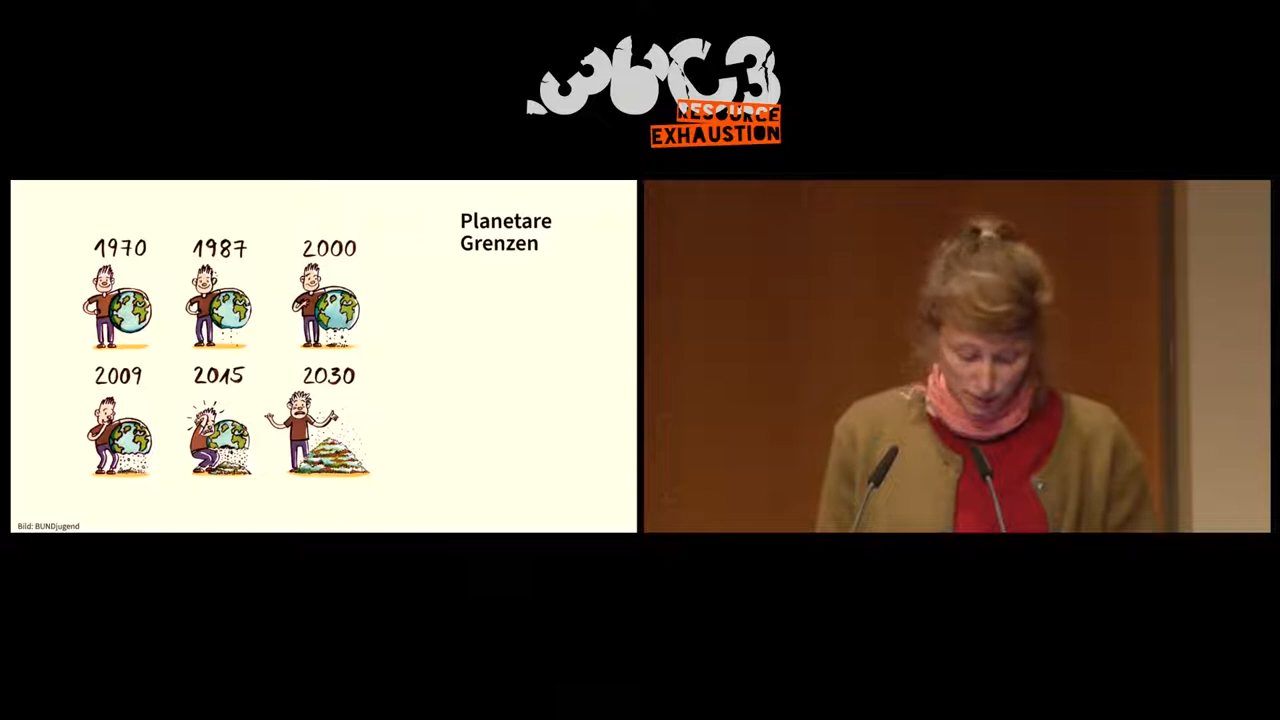 36C3
RESOURCE
EXHAUSTION
Planetare
Grenzen
1970 1987 2000
2009 2015 2030
Bild: BUNDjugend